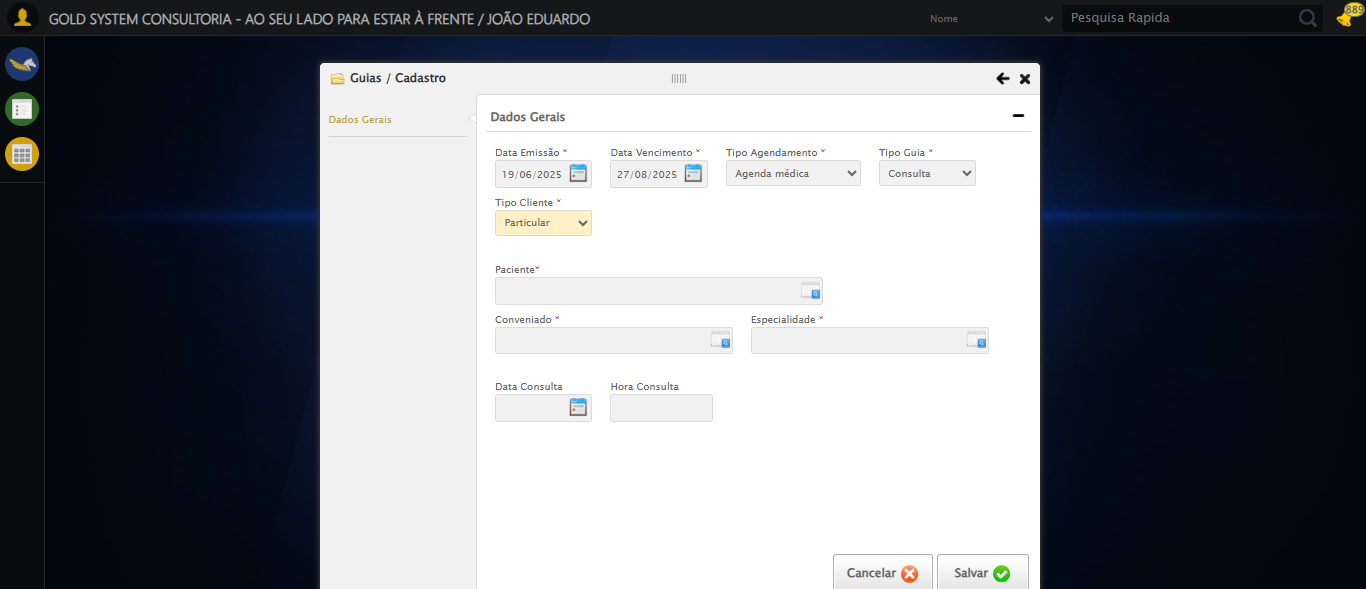 GOLD SYSTEM CONSULTORIA - AO SEU LADO PARA ESTAR À FRENTE / JOÃO EDUARDO
Nome
Pesquisa Rapida
889
Guias / Cadastro
Dados Gerais
Dados Gerais
Data Emissão * Data Vencimento * Tipo Agendamento * Tipo Guia *
19/06/2025 27/08/2025 Agenda médica Consulta
Tipo Cliente *
Particular
Paciente*
Conveniado * Especialidade *
Data Consulta Hora Consulta
Cancelar Salvar